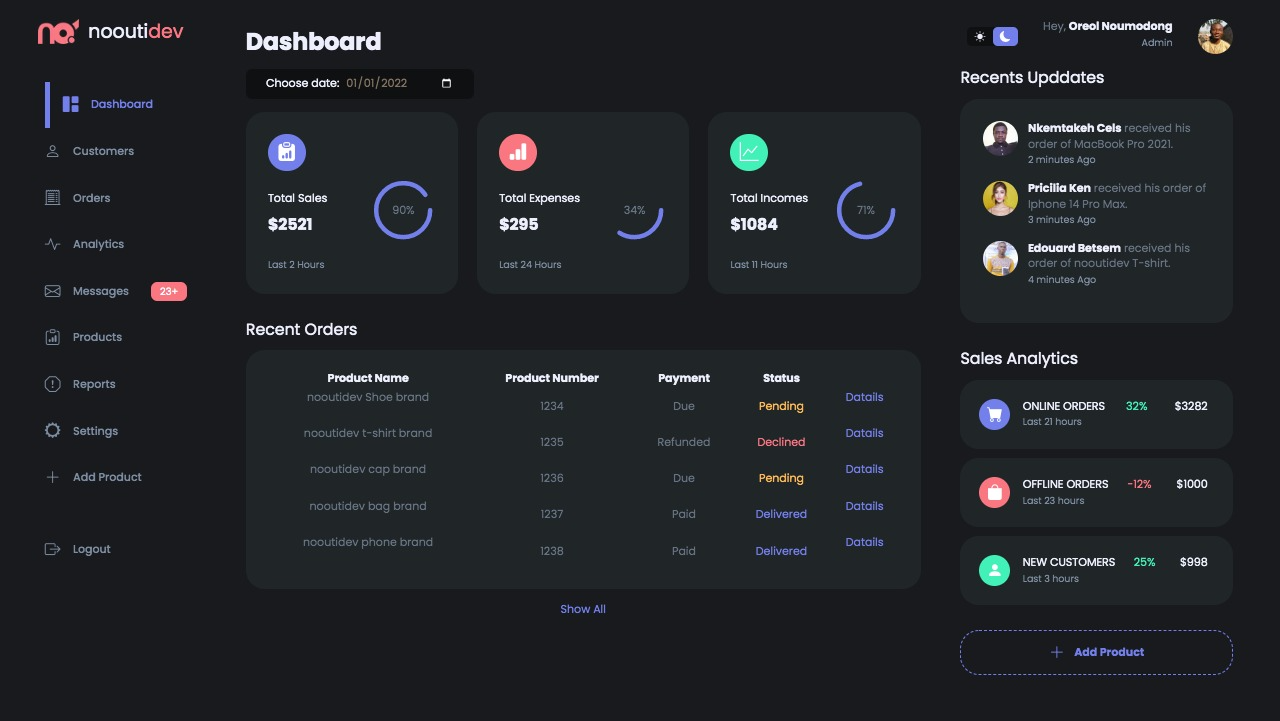 nooutidev
Dashboard
Customers
Orders
Analytics
Messages 23+
Products
Reports
Settings
Add Product
Logout
Dashboard
Choose date: 01/01/2022
Total Sales
$2521
90%
Last 2 Hours
Total Expenses
$295
34%
Last 24 Hours
Total Incomes
$1084
71%
Last 11 Hours
Recent Orders
Product Name Product Number Payment Status
nooutidev Shoe brand 1234 Due Pending Datails
nooutidev t-shirt brand 1235 Refunded Declined Datails
nooutidev cap brand 1236 Due Pending Datails
nooutidev bag brand 1237 Paid Delivered Datails
nooutidev phone brand 1238 Paid Delivered Datails
Show All
Hey, Oreol Noumodong
Admin
Recents Upddates
Nkemtakeh Cels received his
order of MacBook Pro 2021.
2 minutes Ago
Pricilia Ken received his order of
Iphone 14 Pro Max.
3 minutes Ago
Edouard Betsem received his
order of nooutidev T-shirt.
4 minutes Ago
Sales Analytics
ONLINE ORDERS 32% $3282
Last 21 hours
OFFLINE ORDERS -12% $1000
Last 23 hours
NEW CUSTOMERS 25% $998
Last 3 hours
Add Product